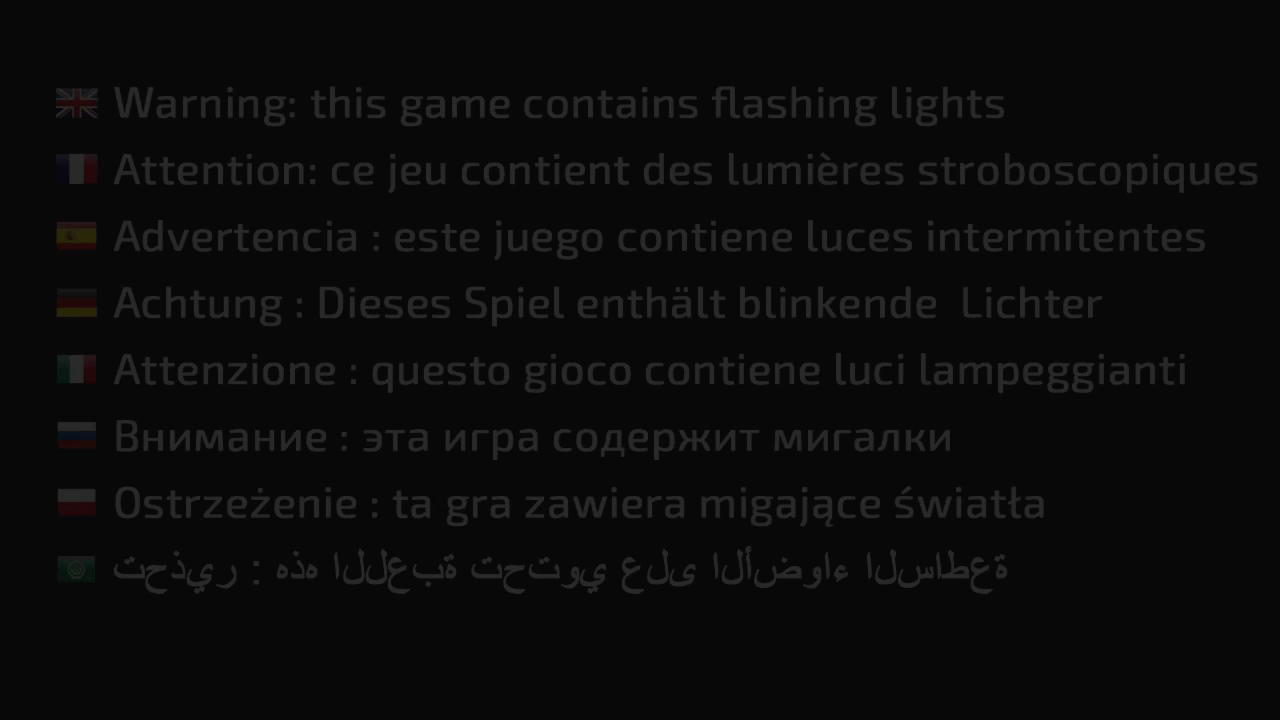 Warning: this game contains flashing lights
Attention: ce jeu contient des lumières stroboscopiques
Advertencia : este juego contiene luces intermitentes
Achtung : Dieses Spiel enthält blinkende  Lichter
Attenzione : questo gioco contiene luci lampeggianti
Внимание : эта игра содержит мигалки
Ostrzeżenie : ta gra zawiera migające światła
تحذير : هذه اللعبة تحتوي على الأضواء الساطعة